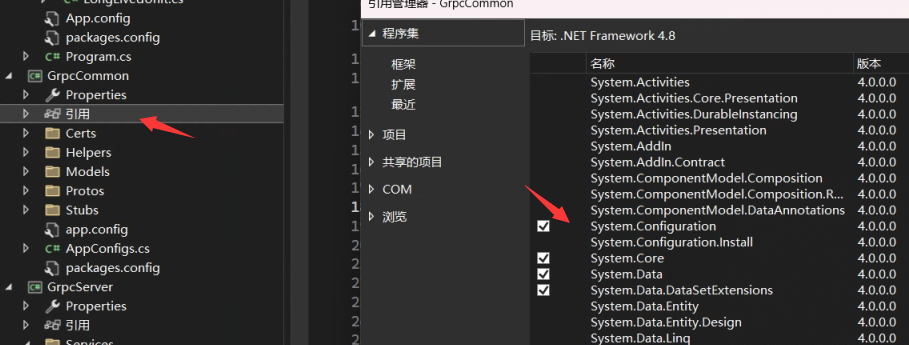 LongLivedUnit.cs
App.config
packages.config
C# Program.cs
C# GrpcCommon
Properties
引用
Certs
Helpers
Models
Protos
Stubs
app.config
C# AppConfigs.cs
packages.config
C# GrpcServer
Properties
引用
Services
引用管理器 - GrpcCommon
程序集
框架
扩展
最近
项目
共享的项目
COM
浏览
目标: .NET Framework 4.8
名称 版本
System.Activities 4.0.0.0
System.Activities.Core.Presentation 4.0.0.0
System.Activities.DurableInstancing 4.0.0.0
System.Activities.Presentation 4.0.0.0
System.AddIn 4.0.0.0
System.AddIn.Contract 4.0.0.0
System.ComponentModel.Composition 4.0.0.0
System.ComponentModel.Composition.R... 4.0.0.0
System.ComponentModel.DataAnnotations 4.0.0.0
System.Configuration 4.0.0.0
System.Configuration.Install 4.0.0.0
System.Core 4.0.0.0
System.Data 4.0.0.0
System.Data.DataSetExtensions 4.0.0.0
System.Data.Entity 4.0.0.0
System.Data.Entity.Design 4.0.0.0
System.Data.Linq 4.0.0.0